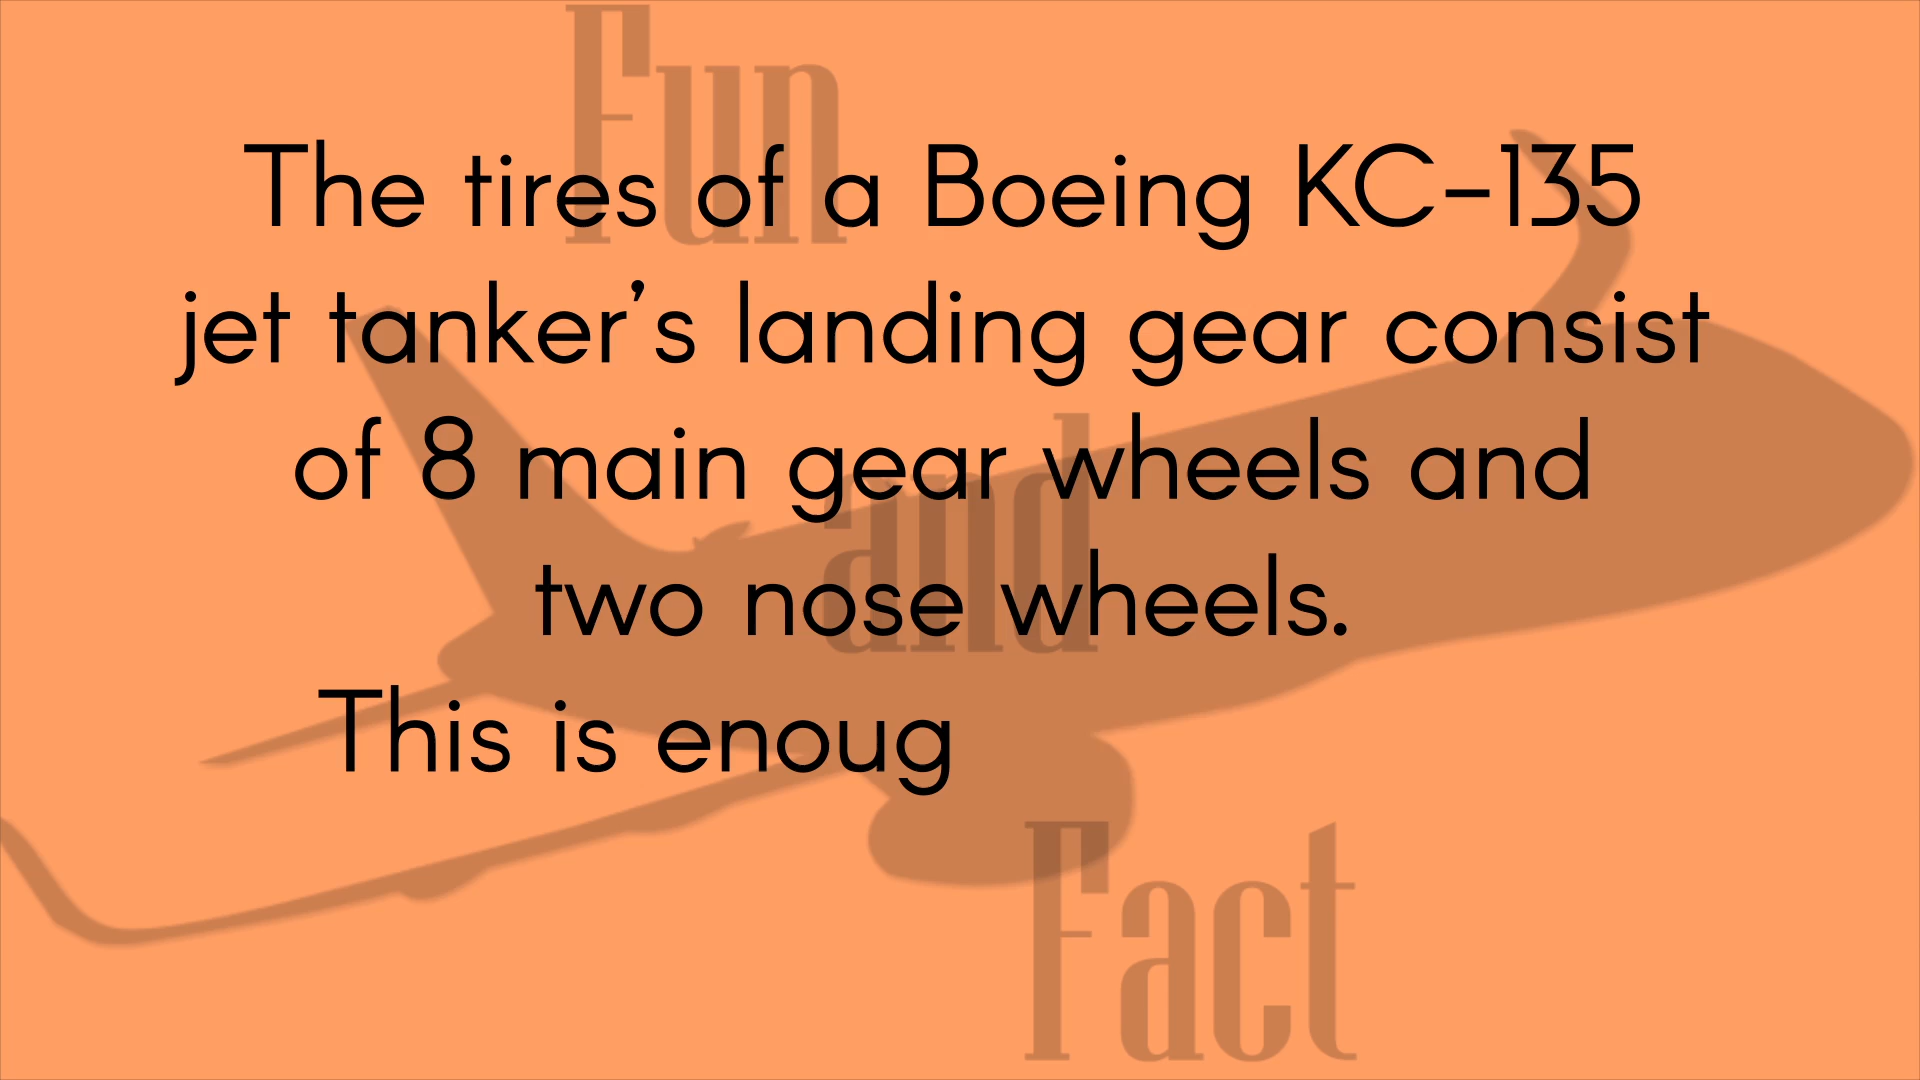 Fun
The tires of a Boeing KC-135
jet tanker’s landing gear consist
of 8 main gear wheels and
and
two nose wheels.
This is enoug
Fact